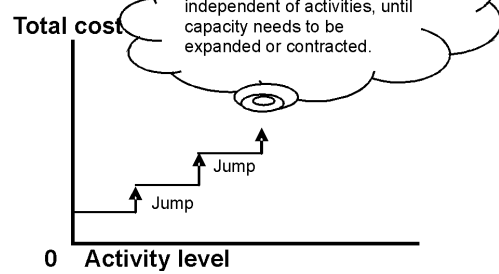 independent of activities, until
Total cost
capacity needs to be
expanded or contracted.
Jump
Jump
0 Activity level